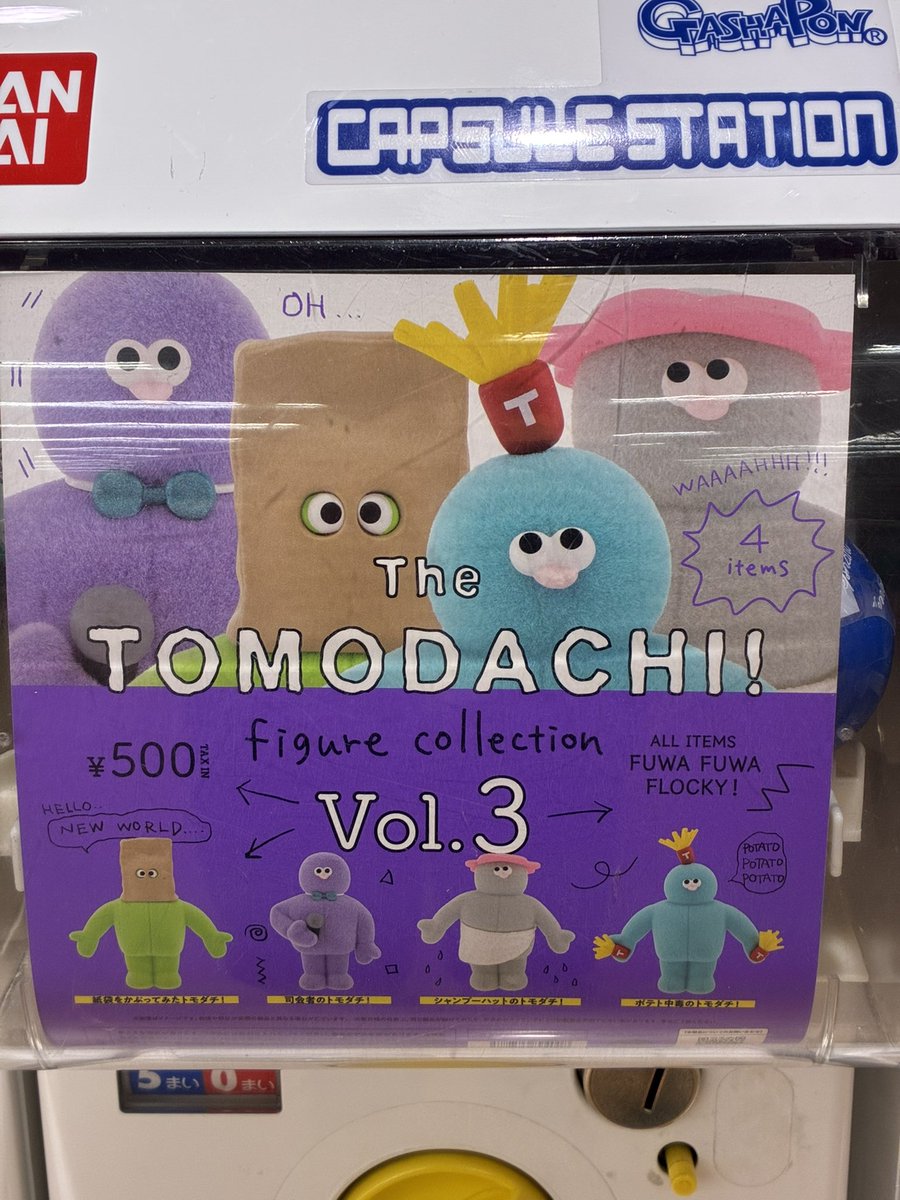 GASHAPON®
AN
AI
CAPSULE STATION
OH...
T
WAAAAHHH!!!
4
items
The
TOMODACHI!
figure collection
¥500 TAX IN
ALL ITEMS
FUWA FUWA
FLOCKY!
Vol.3
HELLO..
NEW WORLD....
POTATO
POTATO
POTATO
T
T
T
紙袋をかぶってみたトモダチ!
司会者のトモダチ!
シャンプーハットのトモダチ!
ポテト中毒のトモダチ!
5まい 0まい